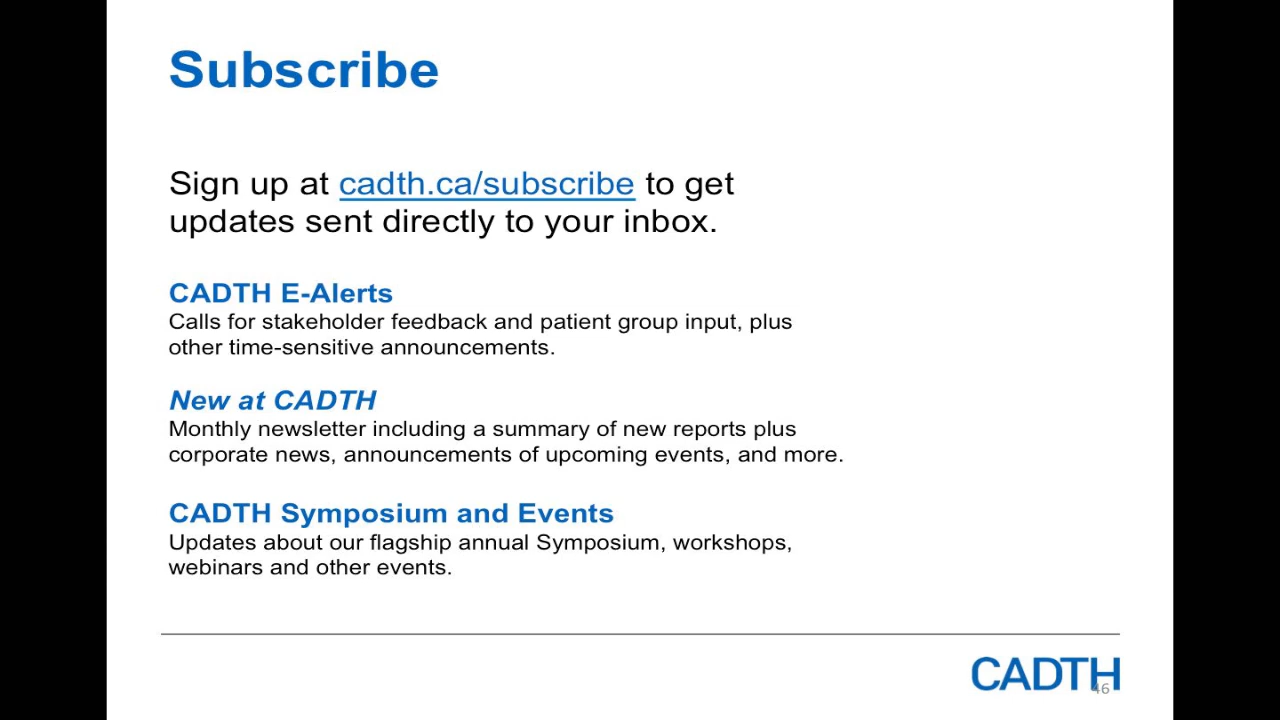 Subscribe
Sign up at cadth.ca/subscribe to get
updates sent directly to your inbox.
CADTH E-Alerts
Calls for stakeholder feedback and patient group input, plus
other time-sensitive announcements.
New at CADTH
Monthly newsletter including a summary of new reports plus
corporate news, announcements of upcoming events, and more.
CADTH Symposium and Events
Updates about our flagship annual Symposium, workshops,
webinars and other events.
CADTH
46